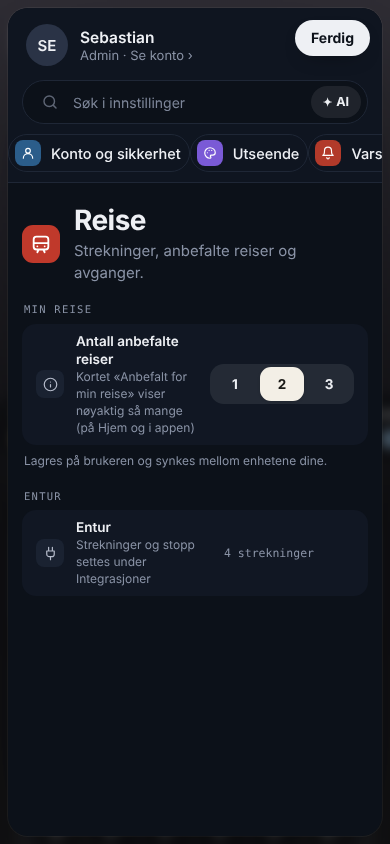 SE
Sebastian
Admin · Se konto ›
Ferdig
Søk i innstillinger
AI
Konto og sikkerhet
Utseende
Vars
Reise
Strekninger, anbefalte reiser og
avganger.
MIN REISE
Antall anbefalte
reiser
Kortet «Anbefalt for
min reise» viser
nøyaktig så mange
(på Hjem og i appen)
1 2 3
Lagres på brukeren og synkes mellom enhetene dine.
ENTUR
Entur
Strekninger og stopp
settes under
Integrasjoner
4 strekninger